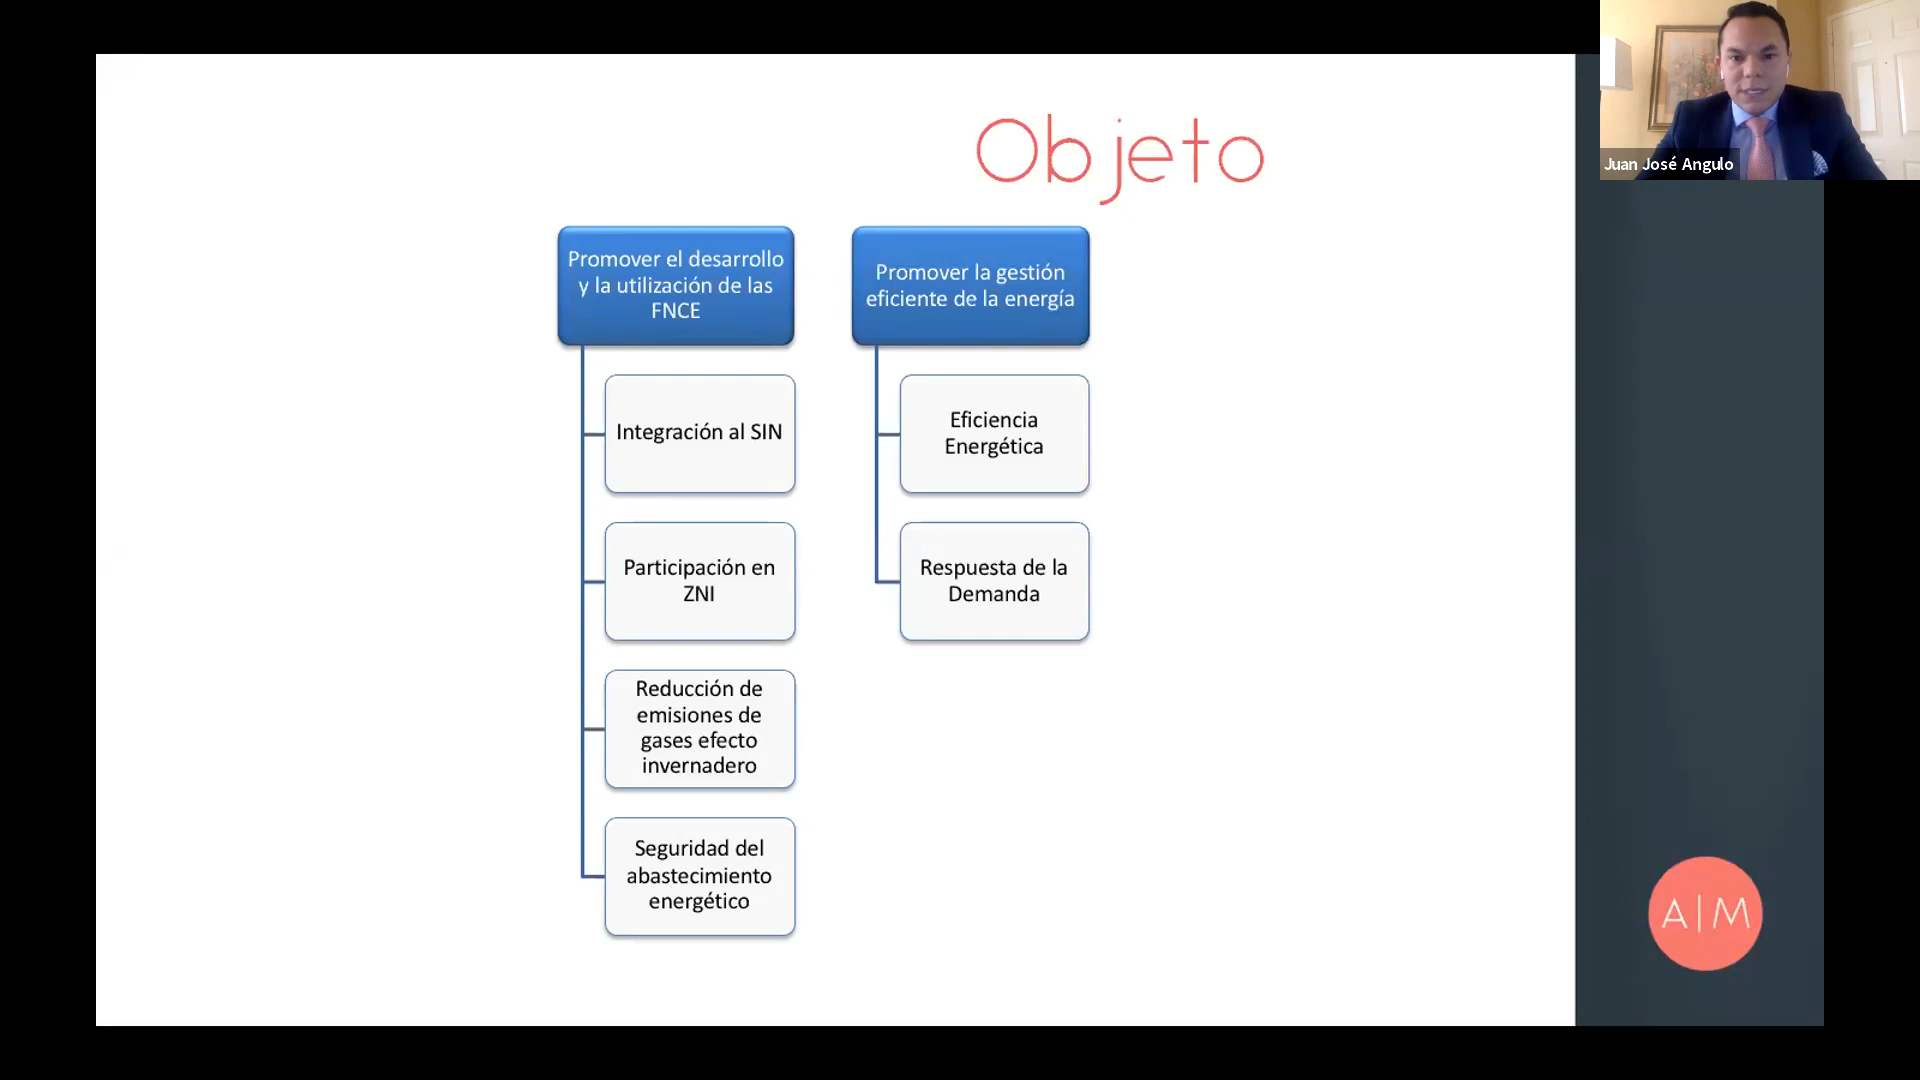 Objeto
Juan José Angulo
Promover el desarrollo
y la utilización de las
FNCE
Integración al SIN
Participación en
ZNI
Reducción de
emisiones de
gases efecto
invernadero
Seguridad del
abastecimiento
energético
Promover la gestión
eficiente de la energía
Eficiencia
Energética
Respuesta de la
Demanda
A|M